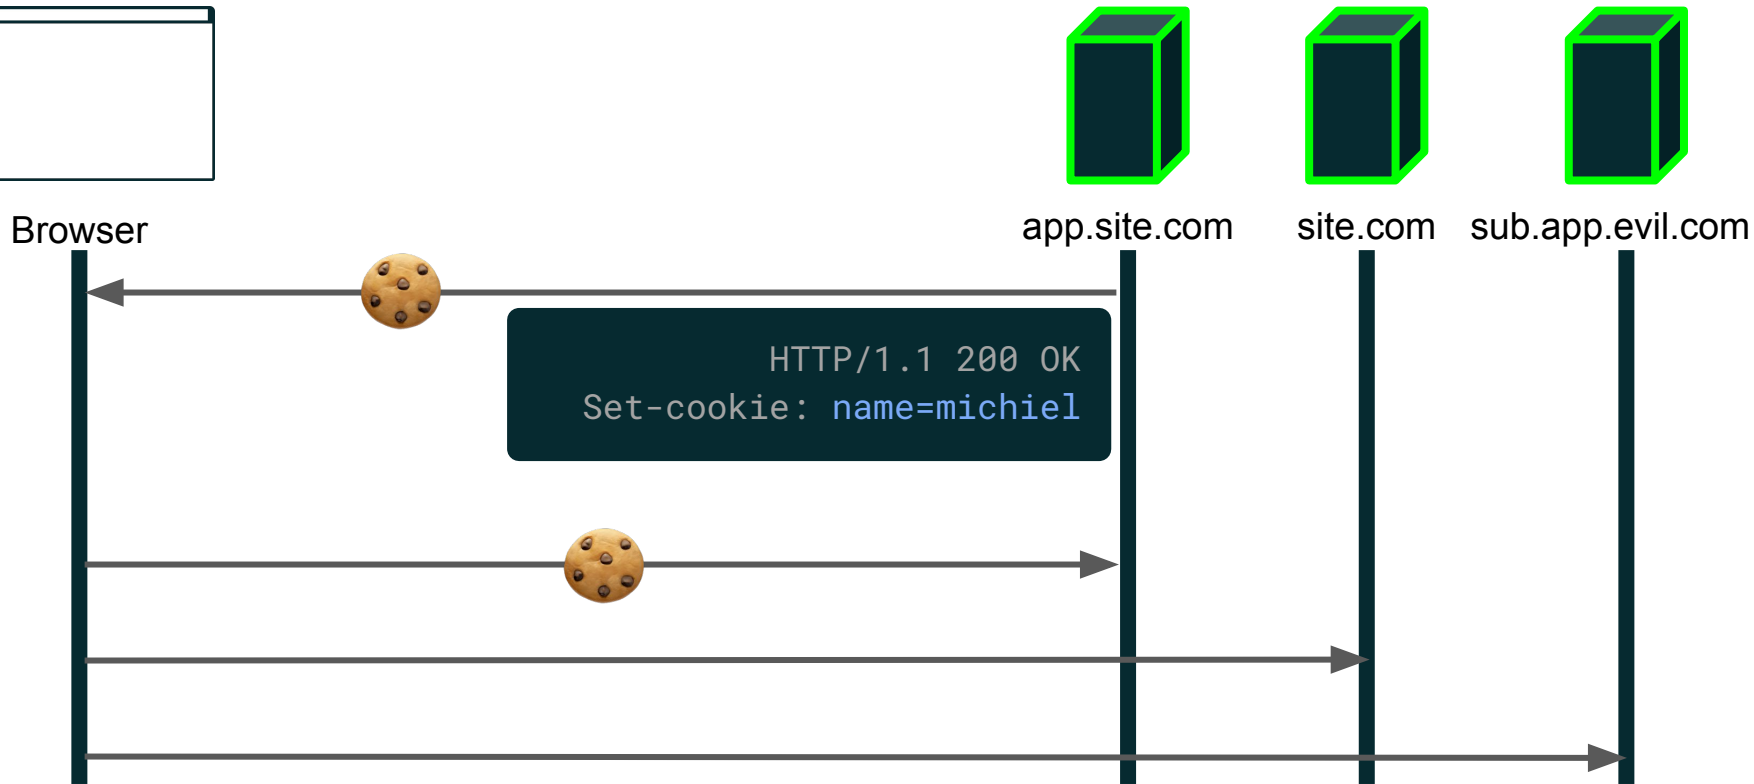 Browser
app.site.com
site.com
sub.app.evil.com
HTTP/1.1 200 OK
Set-cookie: name=michiel